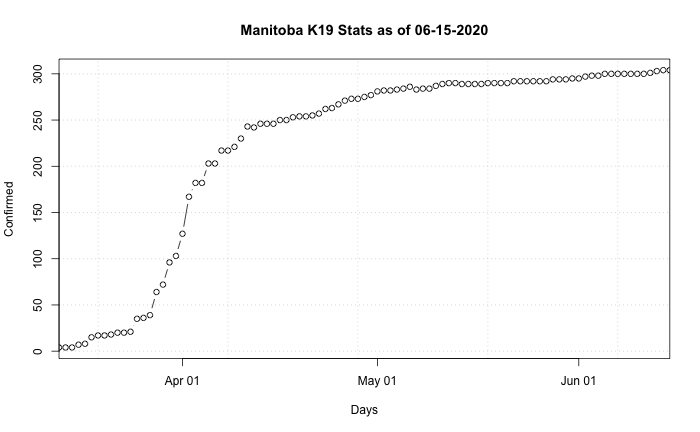 Manitoba K19 Stats as of 06-15-2020
Confirmed
300
250
200
150
100
50
0
Apr 01
May 01
Jun 01
Days